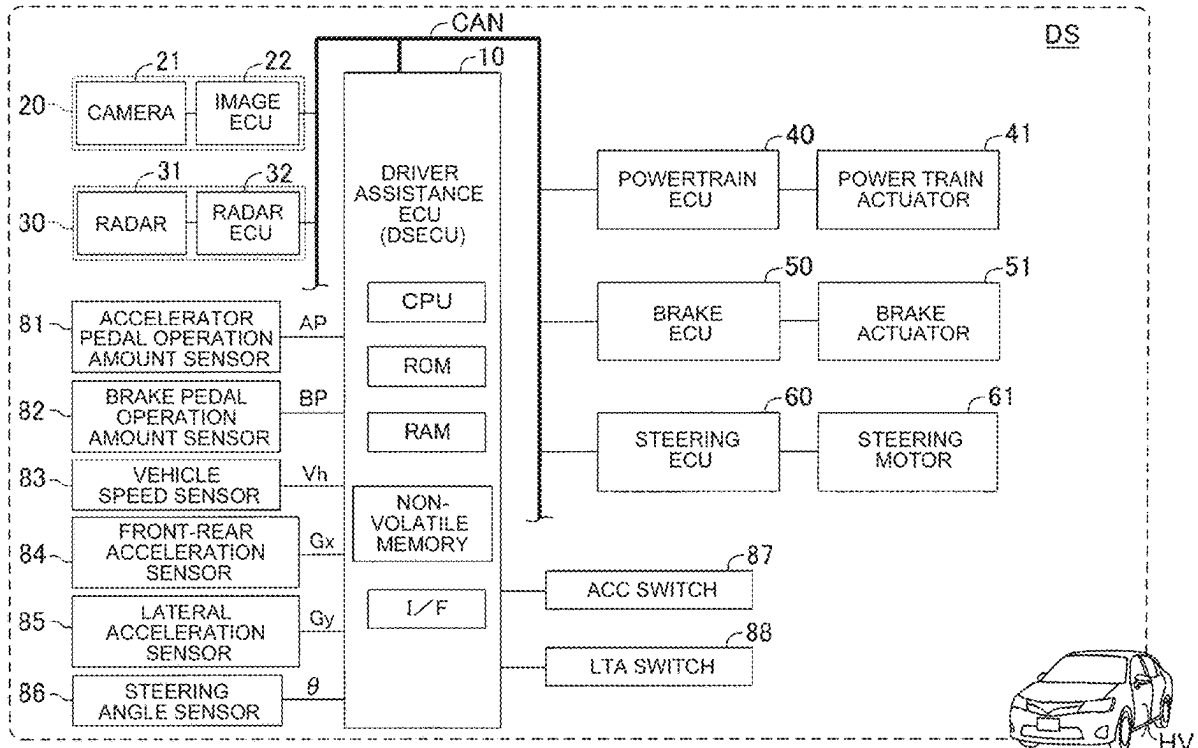 CAN
DS
10
21
22
20
CAMERA
IMAGE
ECU
31
32
30
RADAR
RADAR
ECU
DRIVER
ASSISTANCE
ECU
(DSECU)
CPU
ROM
RAM
NON-
VOLATILE
MEMORY
I/F
81
ACCELERATOR
PEDAL OPERATION
AMOUNT SENSOR
AP
82
BRAKE PEDAL
OPERATION
AMOUNT SENSOR
BP
83
VEHICLE
SPEED SENSOR
Vh
84
FRONT-REAR
ACCELERATION
SENSOR
Gx
85
LATERAL
ACCELERATION
SENSOR
Gy
86
STEERING
ANGLE SENSOR
θ
40
POWERTRAIN
ECU
41
POWER TRAIN
ACTUATOR
50
BRAKE
ECU
51
BRAKE
ACTUATOR
60
STEERING
ECU
61
STEERING
MOTOR
87
ACC SWITCH
88
LTA SWITCH
HV